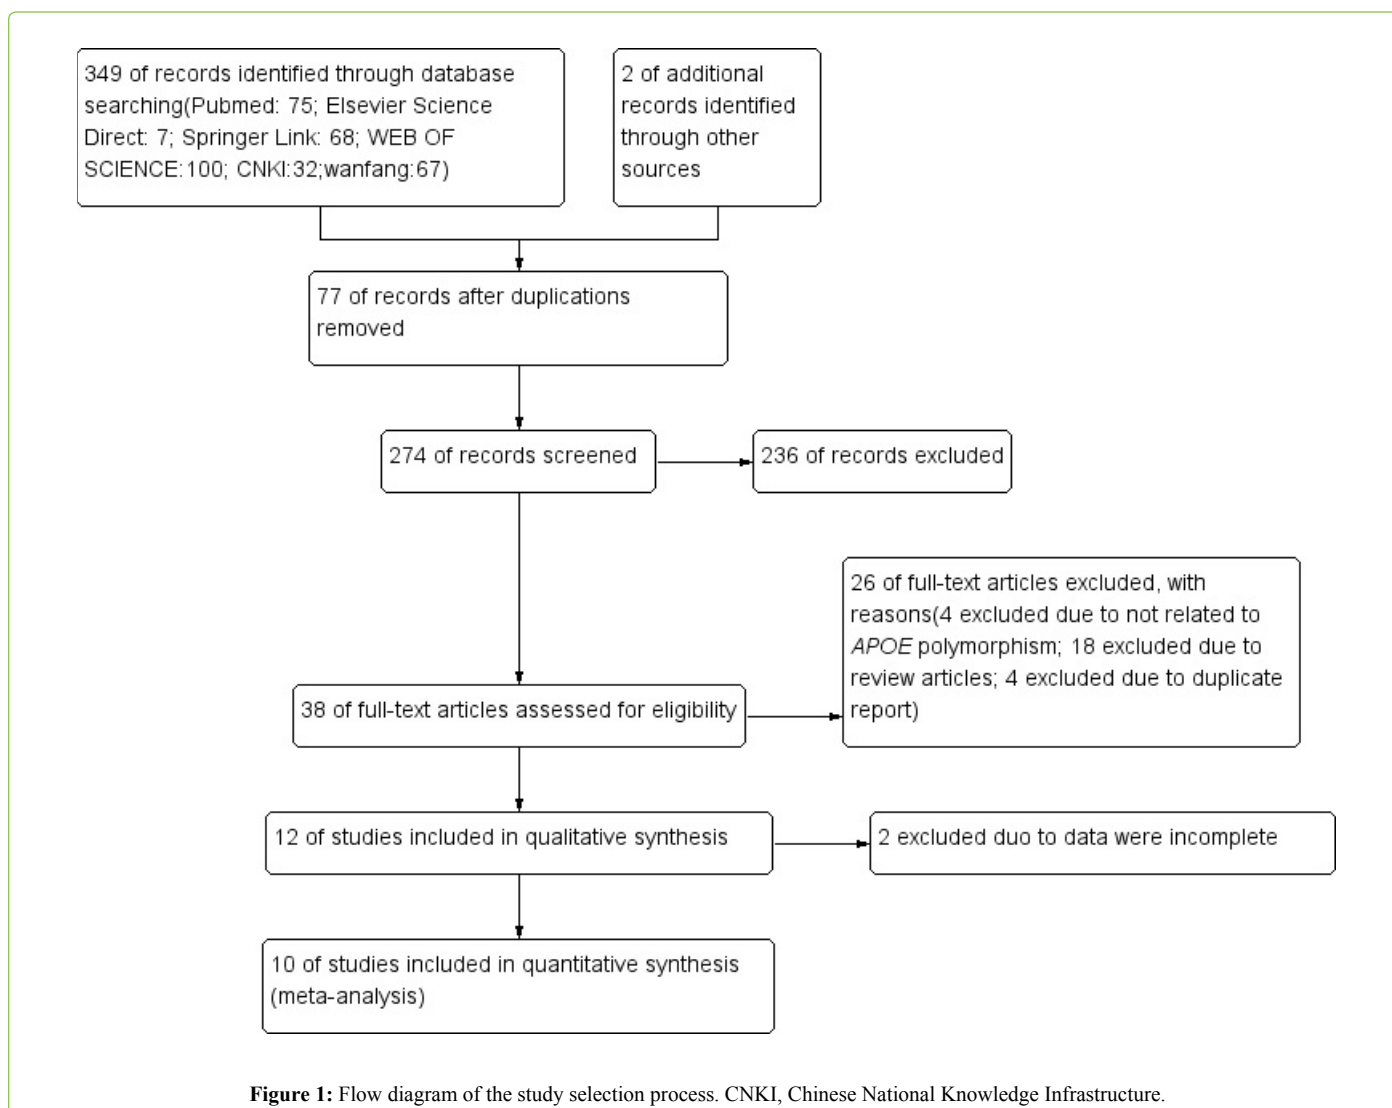 349 of records identified through database
searching(Pubmed: 75; Elsevier Science
Direct: 7; Springer Link: 68; WEB OF
SCIENCE:100; CNKI:32;wanfang:67)
2 of additional
records identified
through other
sources
77 of records after duplications
removed
274 of records screened
236 of records excluded
26 of full-text articles excluded, with
reasons(4 excluded due to not related to
APOE polymorphism; 18 excluded due to
review articles; 4 excluded due to duplicate
report)
38 of full-text articles assessed for eligibility
12 of studies included in qualitative synthesis
2 excluded duo to data were incomplete
10 of studies included in quantitative synthesis
(meta-analysis)
Figure 1: Flow diagram of the study selection process. CNKI, Chinese National Knowledge Infrastructure.